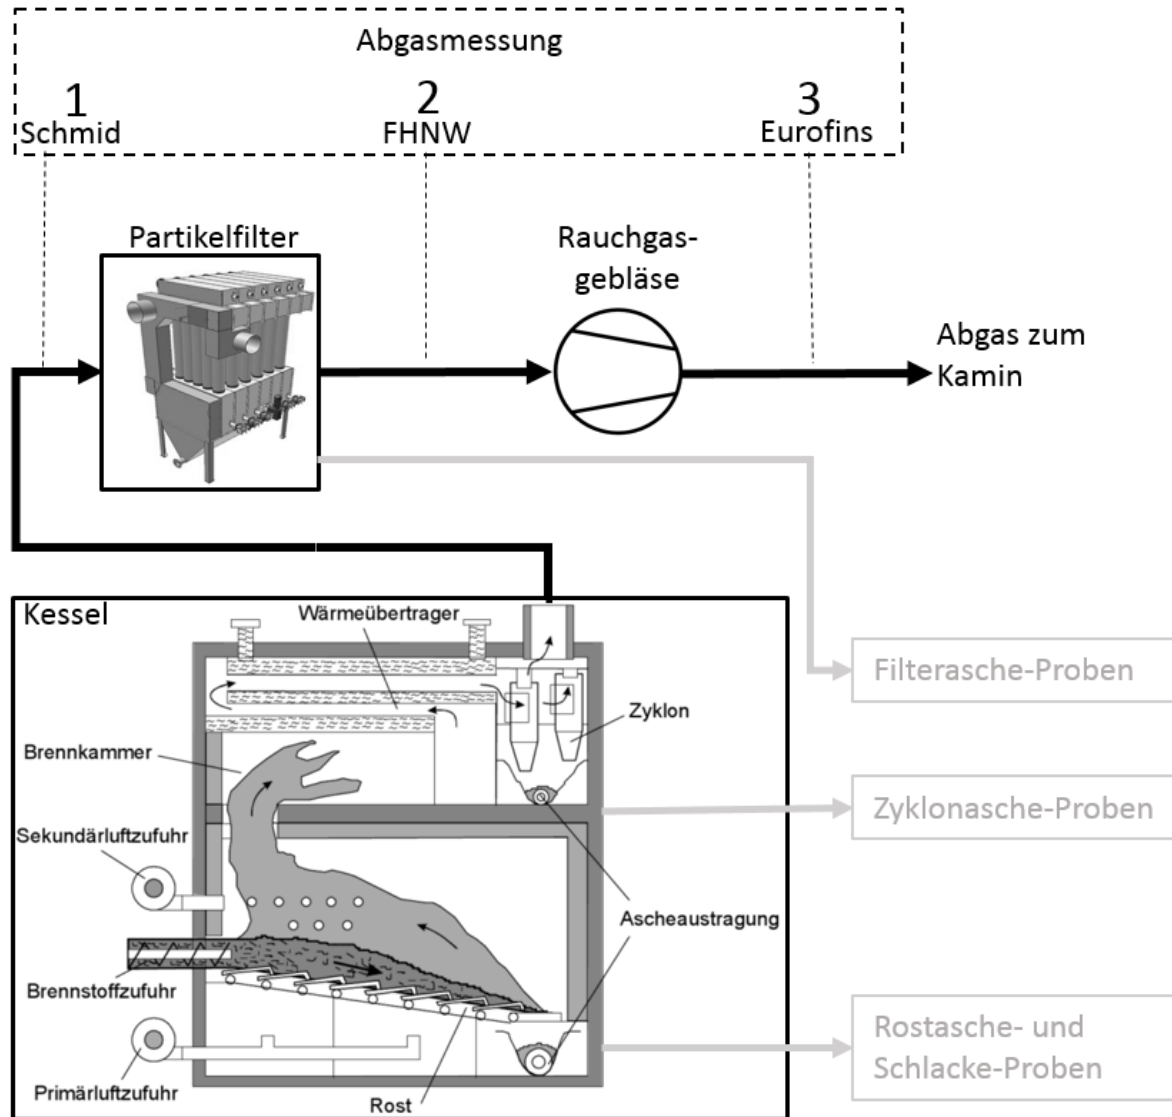 Abgasmessung
1
2
3
Schmid
FHNW
Eurofins
Partikelfilter
Rauchgas-
gebläse
Abgas zum
Kamin
Kessel
Wärmeübertrager
Zyklon
Brennkammer
Sekundärluftzufuhr
Ascheaustragung
Brennstoffzufuhr
Primärluftzufuhr
Rost
Filterasche-Proben
Zyklonasche-Proben
Rostasche- und
Schlacke-Proben